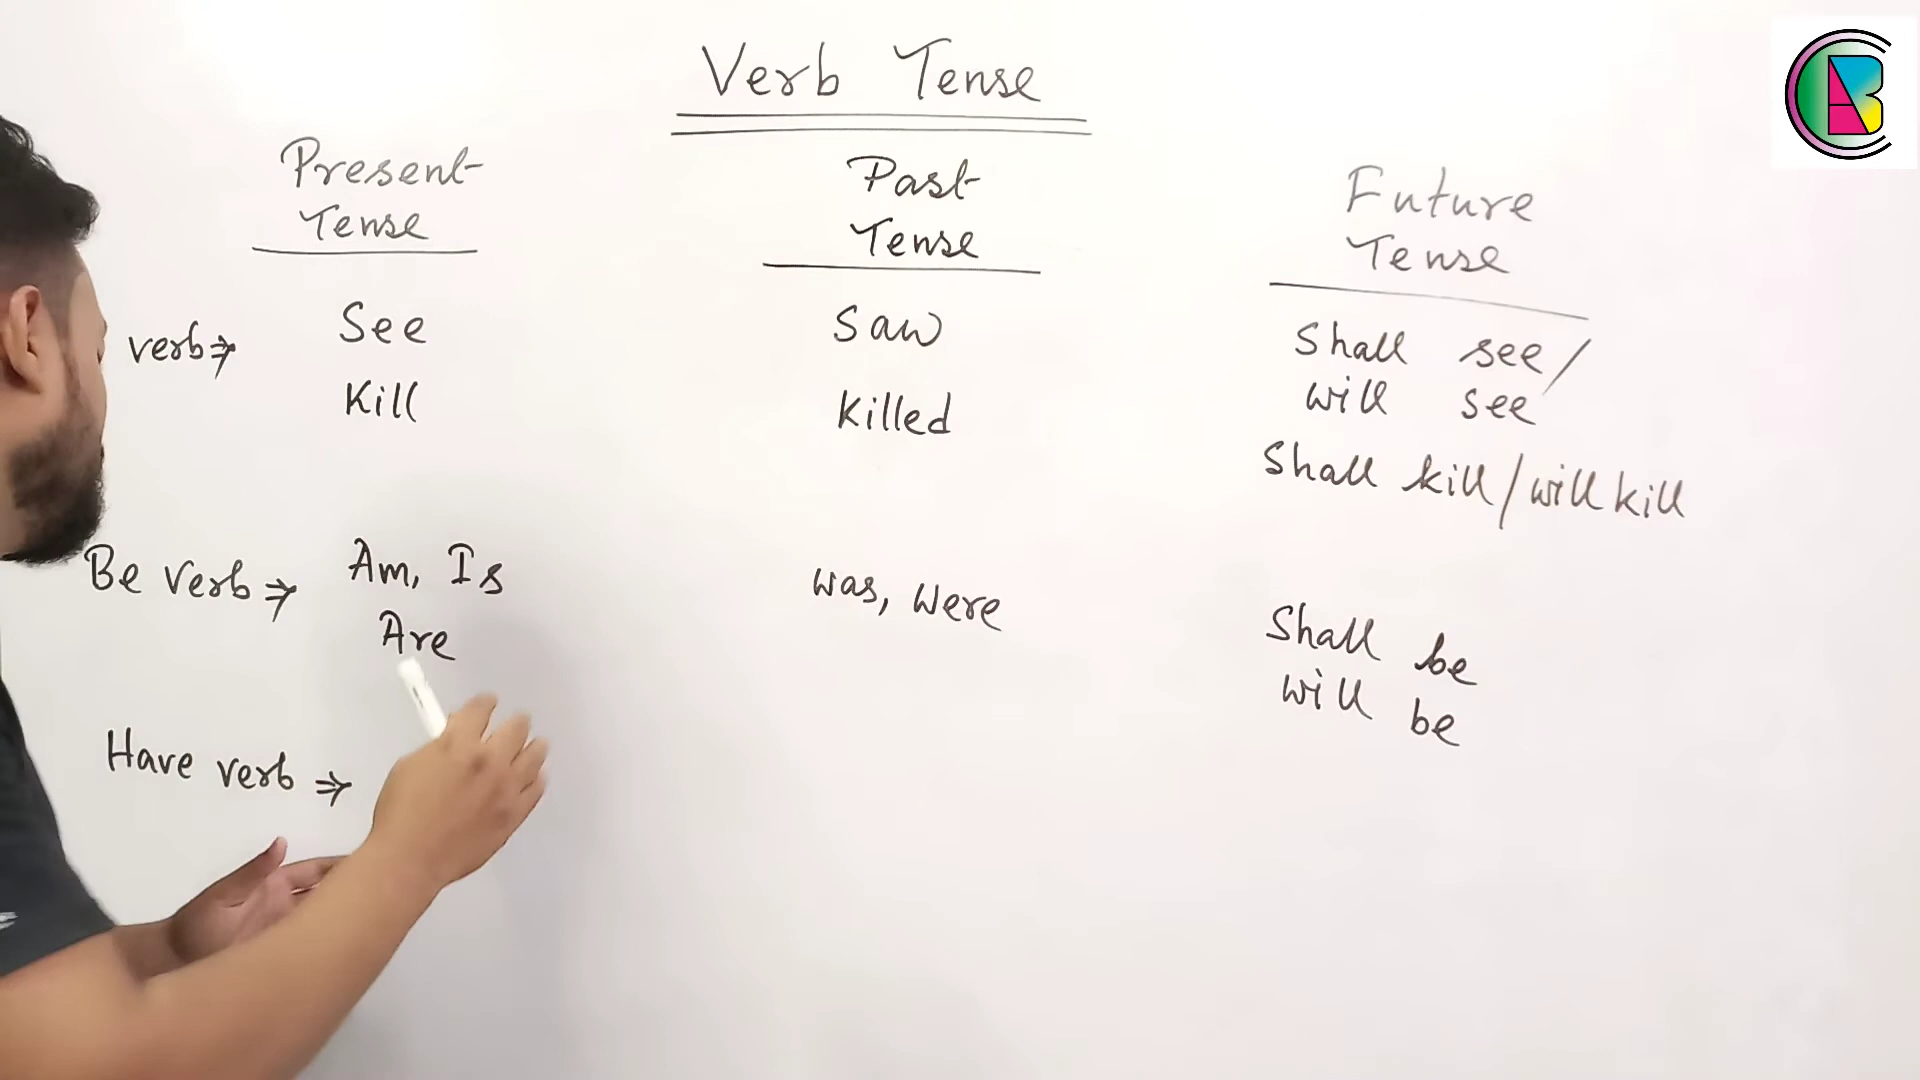 Verb Tense
Present Tense
Past Tense
Future Tense
verb⇒
See
Saw
Shall see/
will see
Kill
Killed
Shall kill/will kill
Be verb⇒
Am, Is
Are
was, were
Shall be
will be
Have verb⇒